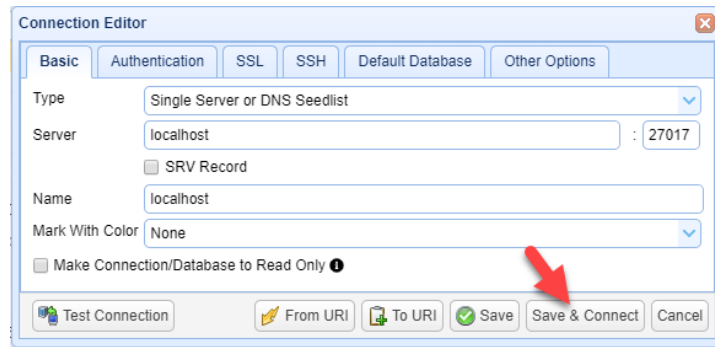 Connection Editor
Basic Authentication SSL SSH Default Database Other Options
Type Single Server or DNS Seedlist
Server localhost : 27017
SRV Record
Name localhost
Mark With Color None
Make Connection/Database to Read Only
Test Connection From URI To URI Save Save & Connect Cancel